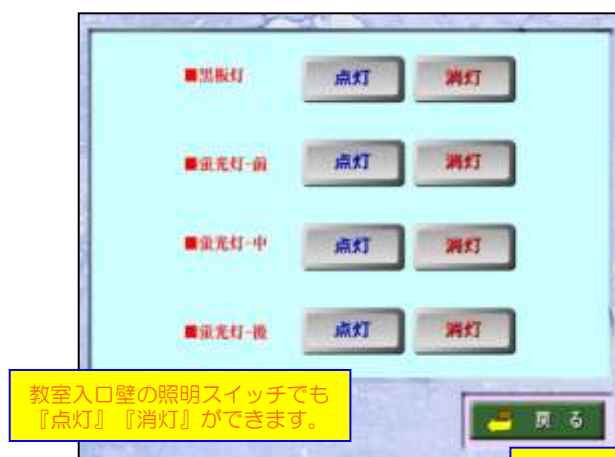 ■黒板灯 点灯 消灯
■蛍光灯-前 点灯 消灯
■蛍光灯-中 点灯 消灯
■蛍光灯-後 点灯 消灯
教室入口壁の照明スイッチでも
『点灯』『消灯』ができます。
戻る